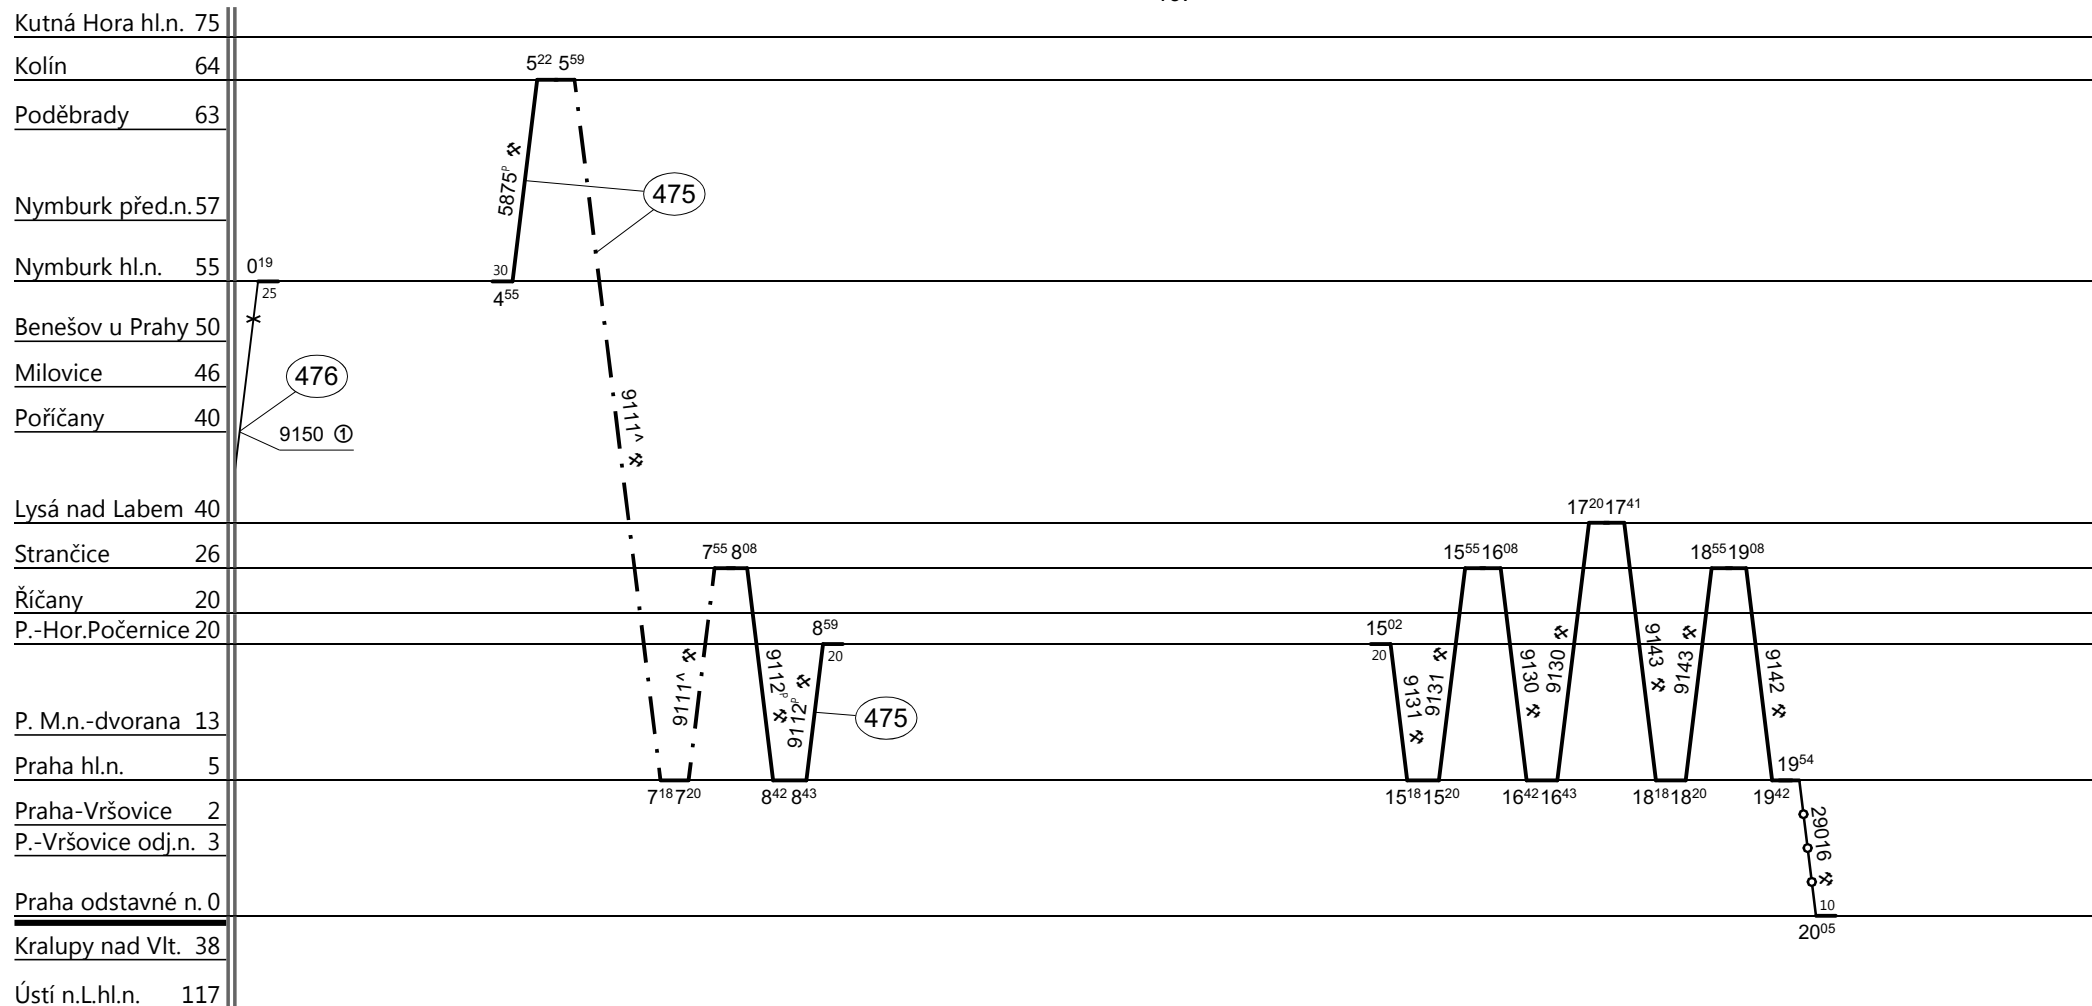 Kutná Hora hl.n. 75
Kolín 64
5²² 5⁵⁹
Poděbrady 63
5875ᴾ ⚒
475
Nymburk před.n. 57
Nymburk hl.n. 55
0¹⁹
25
30
4⁵⁵
Benešov u Prahy 50
Milovice 46
476
9111^ ⚒
Poříčany 40
9150 ①
Lysá nad Labem 40
17²⁰ 17⁴¹
Strančice 26
7⁵⁵ 8⁰⁸
15⁵⁵ 16⁰⁸
18⁵⁵ 19⁰⁸
Říčany 20
P.-Hor.Počernice 20
8⁵⁹
20
15⁰²
20
9111^ ⚒
9112ᴾ ⚒
9112ᴾ ⚒
475
9131 ⚒
9131 ⚒
9130 ⚒
9130 ⚒
9143 ⚒
9143 ⚒
9142 ⚒
P. M.n.-dvorana 13
Praha hl.n. 5
19⁵⁴
7¹⁸ 7²⁰
8⁴² 8⁴³
15¹⁸ 15²⁰
16⁴² 16⁴³
18¹⁸ 18²⁰
19⁴²
Praha-Vršovice 2
P.-Vršovice odj.n. 3
29016 ⚒
Praha odstavné n. 0
10
20⁰⁵
Kralupy nad Vlt. 38
Ústí n.L.hl.n. 117